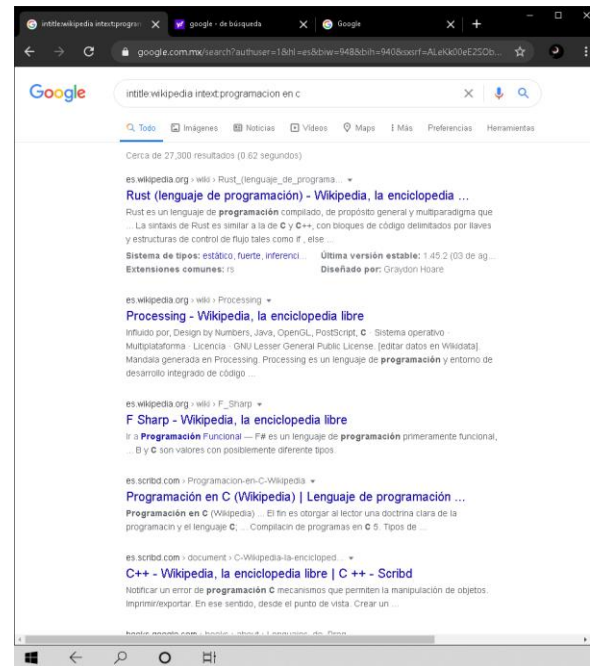 intitle:wikipedia intext:program
google - de búsqueda
Google
google.com.mx/search?authuser=1&hl=es&biw=948&bih=940&sxsrf=ALeKk00eE2SOb...
Google
intitle:wikipedia intext:programacion en c
Todo Imágenes Noticias Videos Maps Más Preferencias Herramientas
Cerca de 27,300 resultados (0.62 segundos)
es.wikipedia.org › wiki › Rust_(lenguaje_de_programa...
Rust (lenguaje de programación) - Wikipedia, la enciclopedia ...
Rust es un lenguaje de programación compilado, de propósito general y multiparadigma que
... La sintaxis de Rust es similar a la de C y C++, con bloques de código delimitados por llaves
y estructuras de control de flujo tales como if , else ...
Sistema de tipos: estático, fuerte, inferenci... Última versión estable: 1.45.2 (03 de ag...
Extensiones comunes: rs Diseñado por: Graydon Hoare
es.wikipedia.org › wiki › Processing
Processing - Wikipedia, la enciclopedia libre
Influido por, Design by Numbers, Java, OpenGL, PostScript, C · Sistema operativo ·
Multiplataforma · Licencia · GNU Lesser General Public License. [editar datos en Wikidata].
Mandala generada en Processing. Processing es un lenguaje de programación y entorno de
desarrollo integrado de código ...
es.wikipedia.org › wiki › F_Sharp
F Sharp - Wikipedia, la enciclopedia libre
Ir a Programación Funcional — F# es un lenguaje de programación primeramente funcional,
... B y C son valores con posiblemente diferente tipos.
es.scribd.com › Programacion-en-C-Wikipedia
Programación en C (Wikipedia) | Lenguaje de programación ...
Programación en C (Wikipedia) ... El fin es otorgar al lector una doctrina clara de la
programacin y el lenguaje C; ... Compilacin de programas en C 5. Tipos de ...
es.scribd.com › document › C-Wikipedia-la-encicloped...
C++ - Wikipedia, la enciclopedia libre | C ++ - Scribd
Notificar un error de programación C mecanismos que permiten la manipulación de objetos.
Imprimir/exportar. En ese sentido, desde el punto de vista. Crear un ...
books.google.com › books › about › Lenguajes_de_Prog